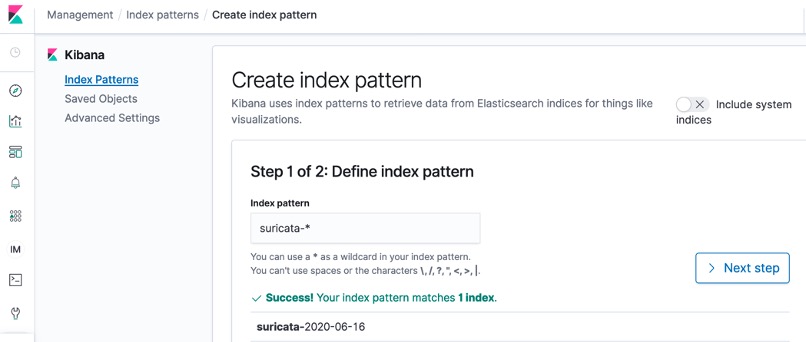 Management / Index patterns / Create index pattern
Kibana
Index Patterns
Saved Objects
Advanced Settings
Create index pattern
Kibana uses index patterns to retrieve data from Elasticsearch indices for things like
visualizations.
Include system
indices
Step 1 of 2: Define index pattern
Index pattern
suricata-*
You can use a * as a wildcard in your index pattern.
You can't use spaces or the characters \, /, ?, ", <, >, |.
Next step
Success! Your index pattern matches 1 index.
suricata-2020-06-16
IM